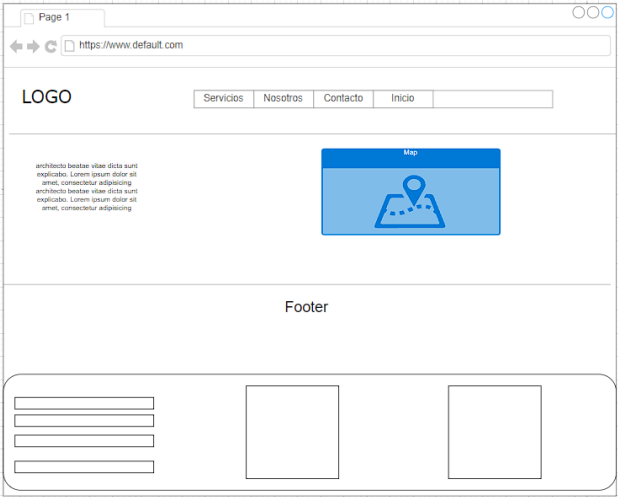 Page 1
https://www.default.com
LOGO
Servicios Nosotros Contacto Inicio
architecto beatae vitae dicta sunt
explicabo. Lorem ipsum dolor sit
amet, consectetur adipisicing
architecto beatae vitae dicta sunt
explicabo. Lorem ipsum dolor sit
amet, consectetur adipisicing
Map
Footer